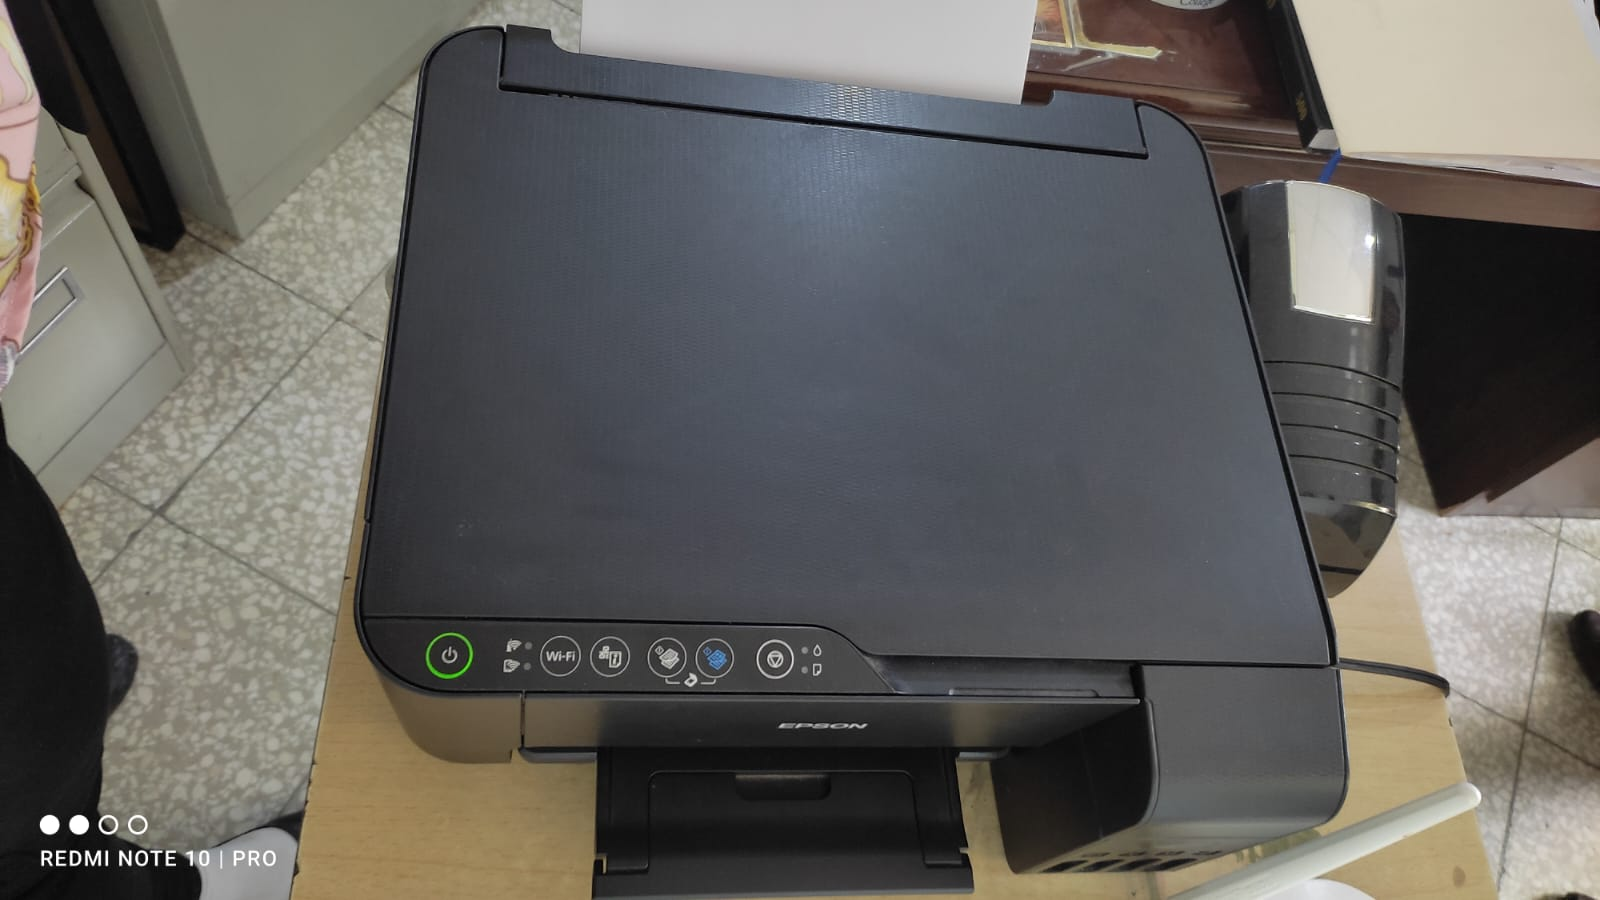 Wi-Fi
EPSON
REDMI NOTE 10 | PRO